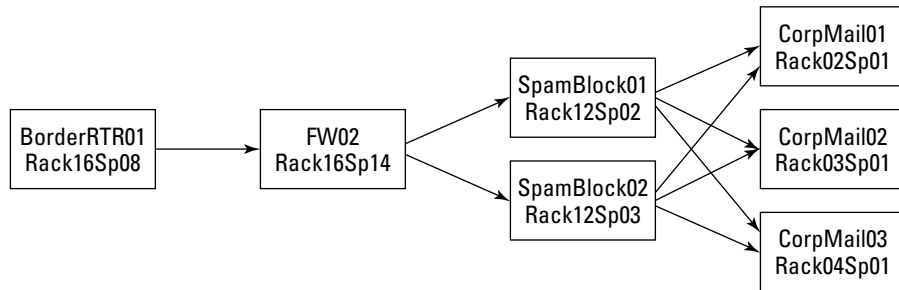 BorderRTR01
Rack16Sp08
FW02
Rack16Sp14
SpamBlock01
Rack12Sp02
SpamBlock02
Rack12Sp03
CorpMail01
Rack02Sp01
CorpMail02
Rack03Sp01
CorpMail03
Rack04Sp01